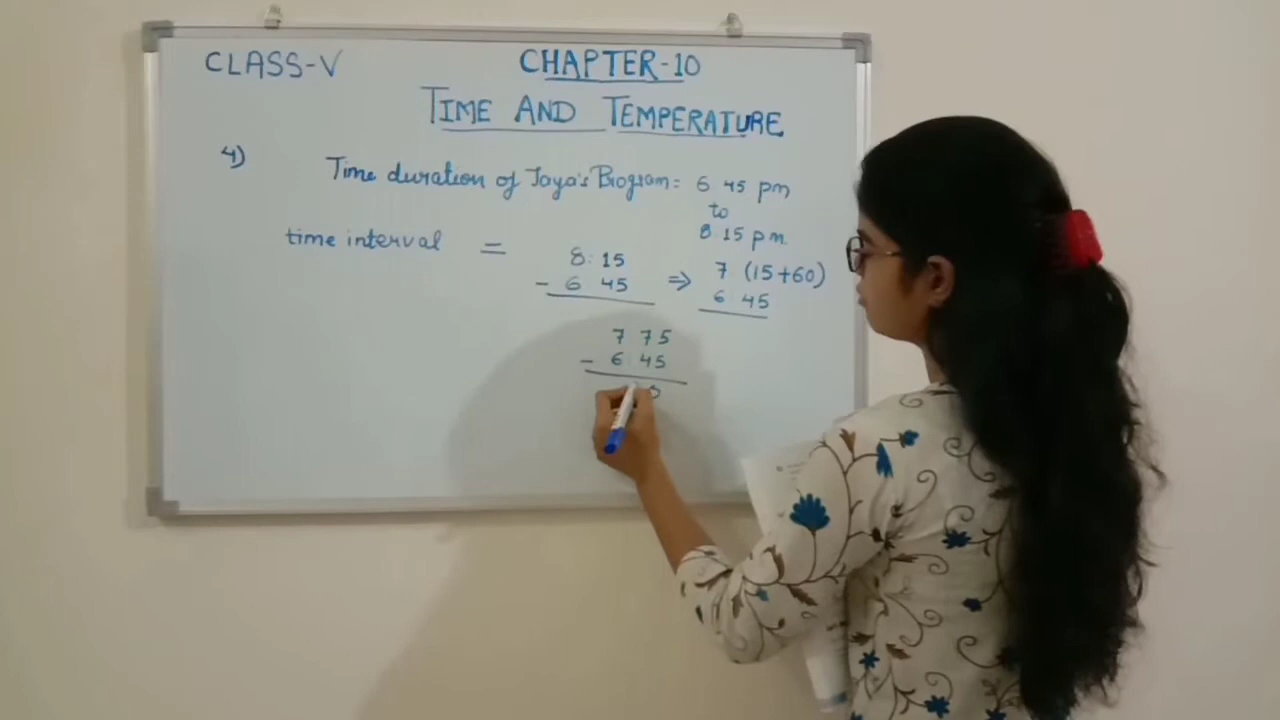 CLASS-V
CHAPTER-10
TIME AND TEMPERATURE
4) Time duration of Jaya's Program = 6 45 pm
to
8 15 pm
time interval =
8:15 ⇒ 7 (15+60)
- 6 45 6 45
7 75
- 6 45
0